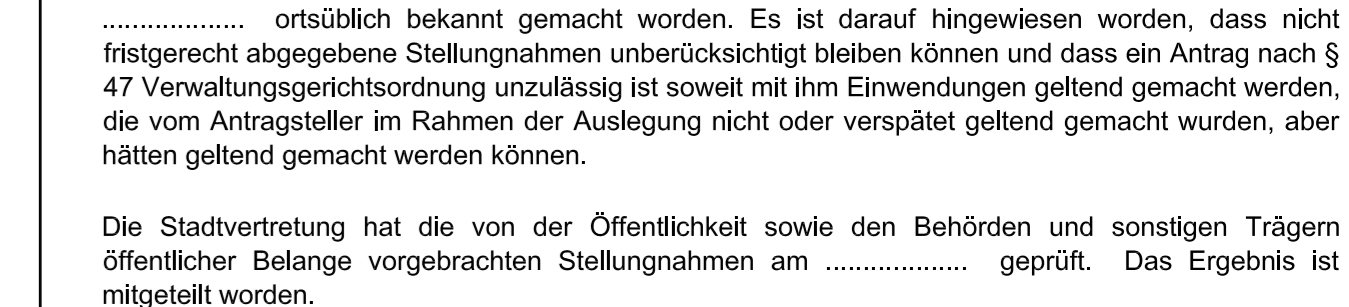 ................... ortsüblich bekannt gemacht worden. Es ist darauf hingewiesen worden, dass nicht
fristgerecht abgegebene Stellungnahmen unberücksichtigt bleiben können und dass ein Antrag nach §
47 Verwaltungsgerichtsordnung unzulässig ist soweit mit ihm Einwendungen geltend gemacht werden,
die vom Antragsteller im Rahmen der Auslegung nicht oder verspätet geltend gemacht wurden, aber
hätten geltend gemacht werden können.
Die Stadtvertretung hat die von der Öffentlichkeit sowie den Behörden und sonstigen Trägern
öffentlicher Belange vorgebrachten Stellungnahmen am ................... geprüft. Das Ergebnis ist
mitgeteilt worden.